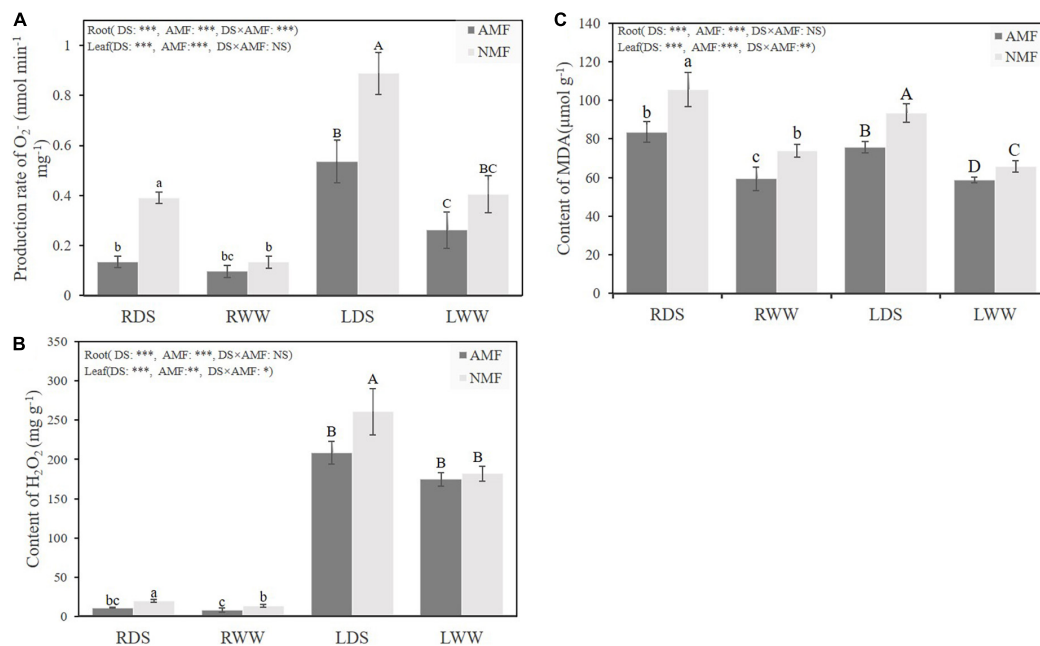 A
Root( DS: ***, AMF: ***, DS×AMF: ***)
Leaf(DS: ***, AMF:***, DS×AMF: NS)
AMF
NMF
Production rate of O₂⁻ (nmol min⁻¹
mg⁻¹)
1
0.8
0.6
0.4
0.2
0
b
a
bc
b
B
A
C
BC
RDS
RWW
LDS
LWW
B
Root( DS: ***, AMF: ***, DS×AMF: NS)
Leaf(DS: ***, AMF:**, DS×AMF: *)
AMF
NMF
Content of H₂O₂ (mg g⁻¹)
350
300
250
200
150
100
50
0
bc
a
c
b
B
A
B
B
RDS
RWW
LDS
LWW
C
Root( DS: ***, AMF: ***, DS×AMF: NS)
Leaf(DS: ***, AMF:***, DS×AMF:**)
AMF
NMF
Content of MDA(μmol g⁻¹)
140
120
100
80
60
40
20
0
b
a
c
b
B
A
D
C
RDS
RWW
LDS
LWW